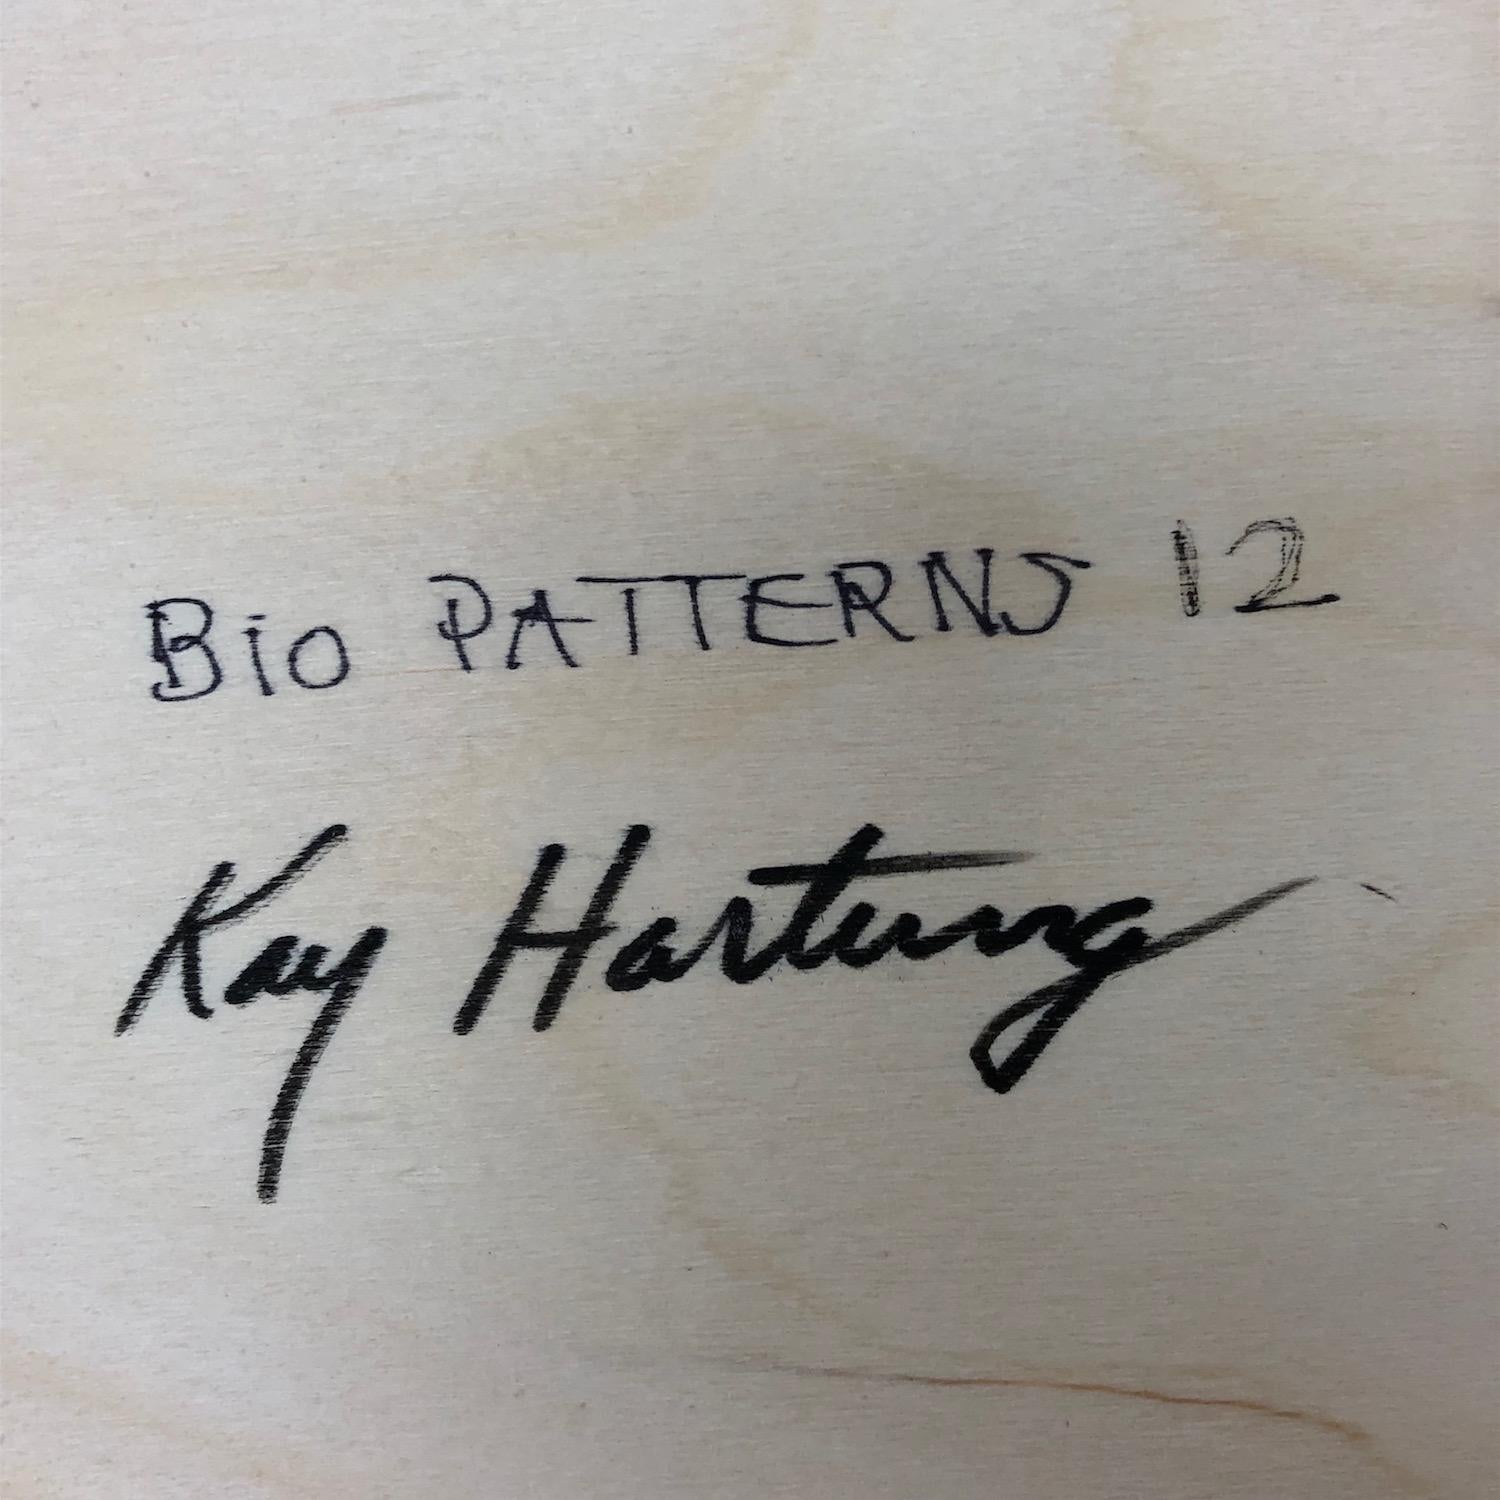 Bio PATTERNS 12
Kay Hartung